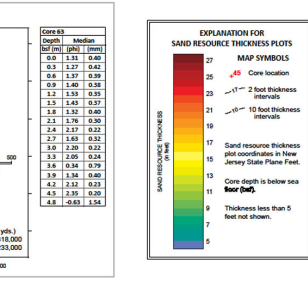 Core 63
Depth Median
bsf (m) (phi) (mm)
0.0 1.31 0.40
0.3 1.27 0.42
0.6 1.37 0.39
0.9 1.40 0.38
1.2 1.53 0.35
1.5 1.43 0.37
1.8 1.32 0.40
2.1 1.76 0.30
2.4 2.17 0.22
2.7 1.63 0.32
3.0 2.20 0.22
3.3 2.05 0.24
3.6 0.34 0.79
3.9 1.34 0.40
4.2 2.12 0.23
4.5 2.35 0.20
4.8 -0.63 1.54
500
yds.)
18,000
33,000
00
EXPLANATION FOR
SAND RESOURCE THICKNESS PLOTS
SAND RESOURCE THICKNESS
(in feet)
27
25
23
21
19
17
15
13
11
9
7
5
MAP SYMBOLS
45 Core location
17 2 foot thickness
intervals
10 10 foot thickness
intervals
Sand resource thickness
plot coordinates in New
Jersey State Plane Feet.
Core depth is below sea
floor (bsf).
Thickness less than 5
feet not shown.